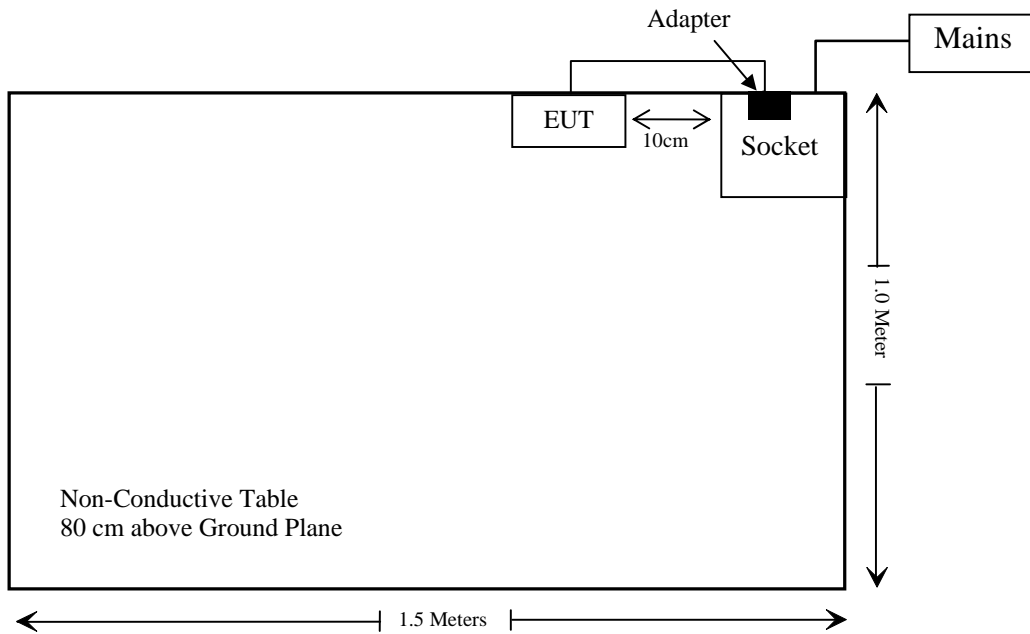 Adapter
Mains
EUT
10cm
Socket
1.0 Meter
Non-Conductive Table
80 cm above Ground Plane
1.5 Meters